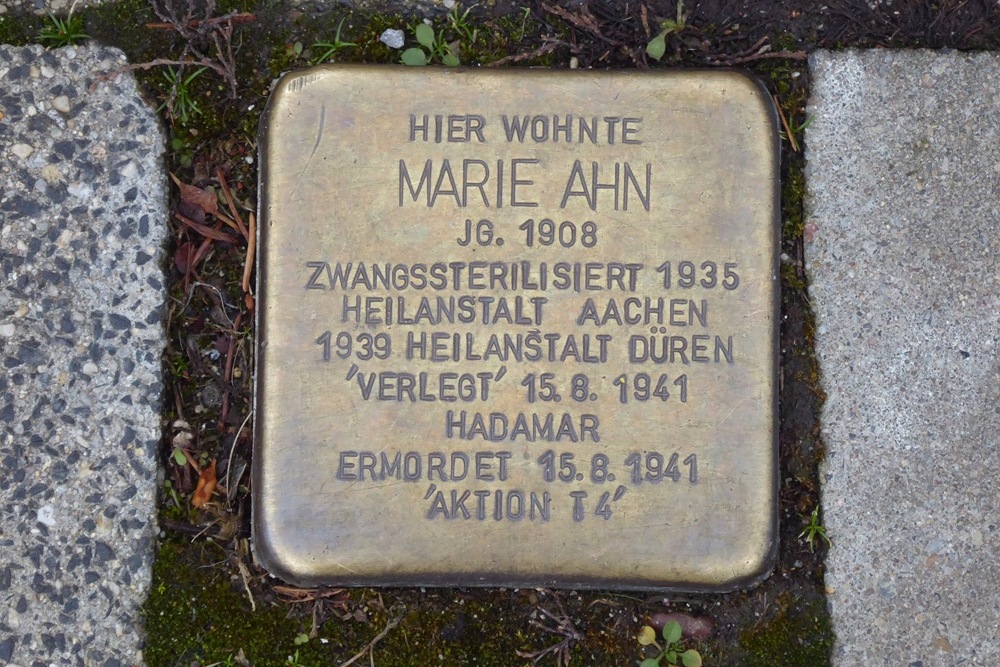 HIER WOHNTE
MARIE AHN
JG. 1908
ZWANGSSTERILISIERT 1935
HEILANSTALT AACHEN
1939 HEILANSTALT DÜREN
'VERLEGT' 15.8.1941
HADAMAR
ERMORDET 15.8.1941
'AKTION T4'